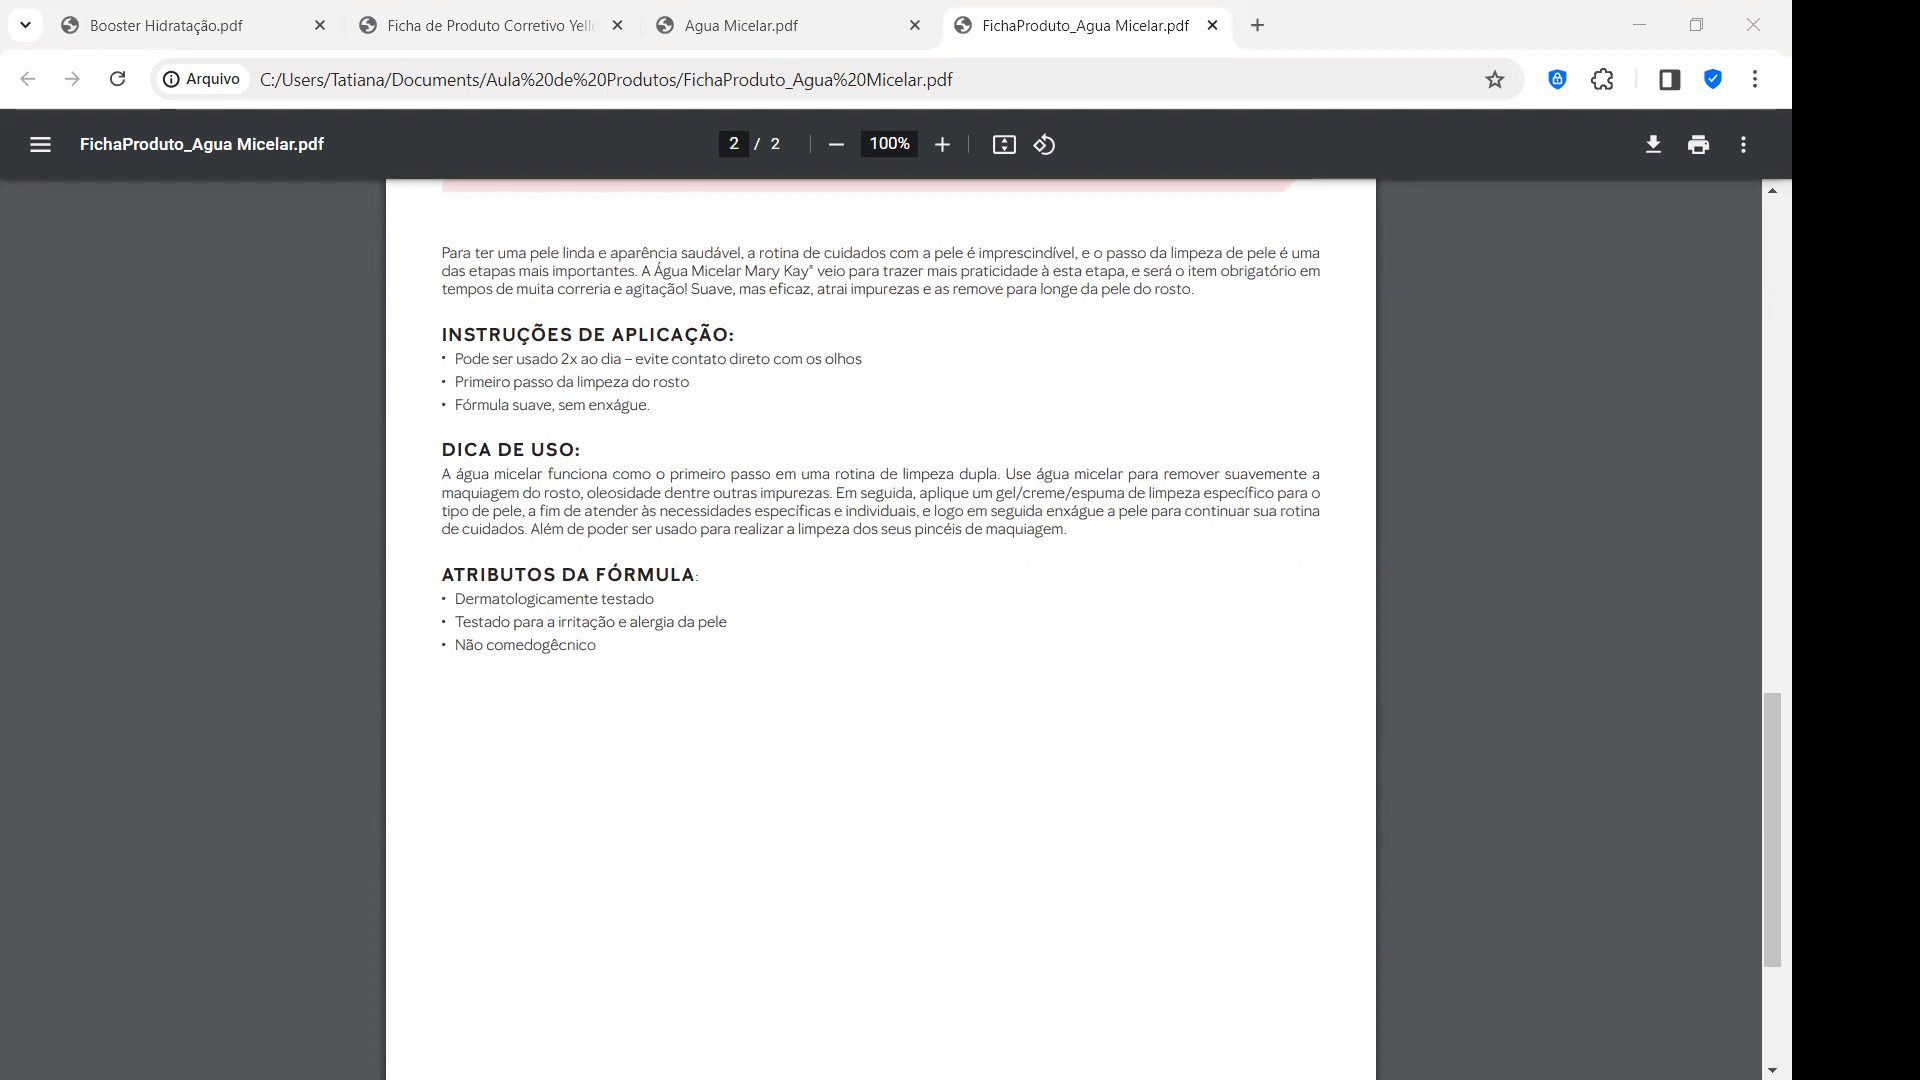 Booster Hidratação.pdf
Ficha de Produto Corretivo Yell
Agua Micelar.pdf
FichaProduto_Agua Micelar.pdf
Arquivo
C:/Users/Tatiana/Documents/Aula%20de%20Produtos/FichaProduto_Agua%20Micelar.pdf
FichaProduto_Agua Micelar.pdf
2 / 2
100%
Para ter uma pele linda e aparência saudável, a rotina de cuidados com a pele é imprescindível, e o passo da limpeza de pele é uma
das etapas mais importantes. A Água Micelar Mary Kay® veio para trazer mais praticidade à esta etapa, e será o item obrigatório em
tempos de muita correria e agitação! Suave, mas eficaz, atrai impurezas e as remove para longe da pele do rosto.
INSTRUÇÕES DE APLICAÇÃO:
• Pode ser usado 2x ao dia – evite contato direto com os olhos
• Primeiro passo da limpeza do rosto
• Fórmula suave, sem enxágue.
DICA DE USO:
A água micelar funciona como o primeiro passo em uma rotina de limpeza dupla. Use água micelar para remover suavemente a
maquiagem do rosto, oleosidade dentre outras impurezas. Em seguida, aplique um gel/creme/espuma de limpeza específico para o
tipo de pele, a fim de atender às necessidades específicas e individuais, e logo em seguida enxágue a pele para continuar sua rotina
de cuidados. Além de poder ser usado para realizar a limpeza dos seus pincéis de maquiagem.
ATRIBUTOS DA FÓRMULA:
• Dermatologicamente testado
• Testado para a irritação e alergia da pele
• Não comedogêcnico